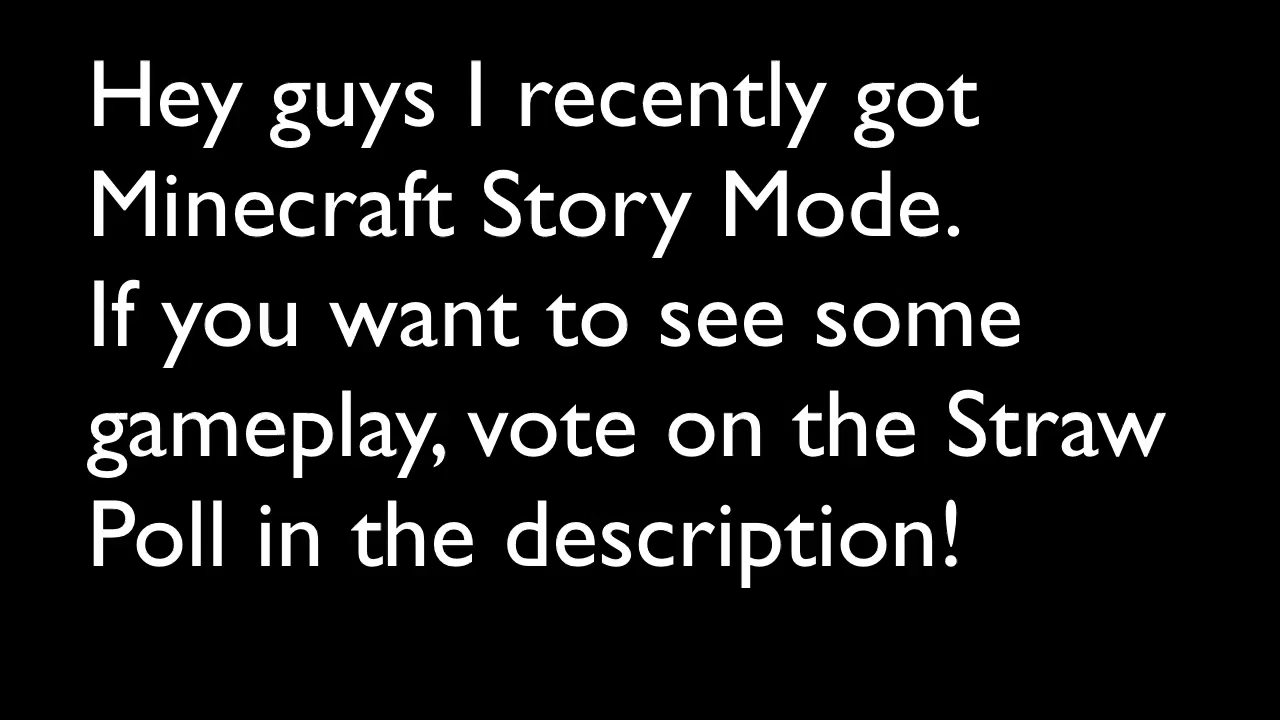 Hey guys I recently got
Minecraft Story Mode.
If you want to see some
gameplay, vote on the Straw
Poll in the description!